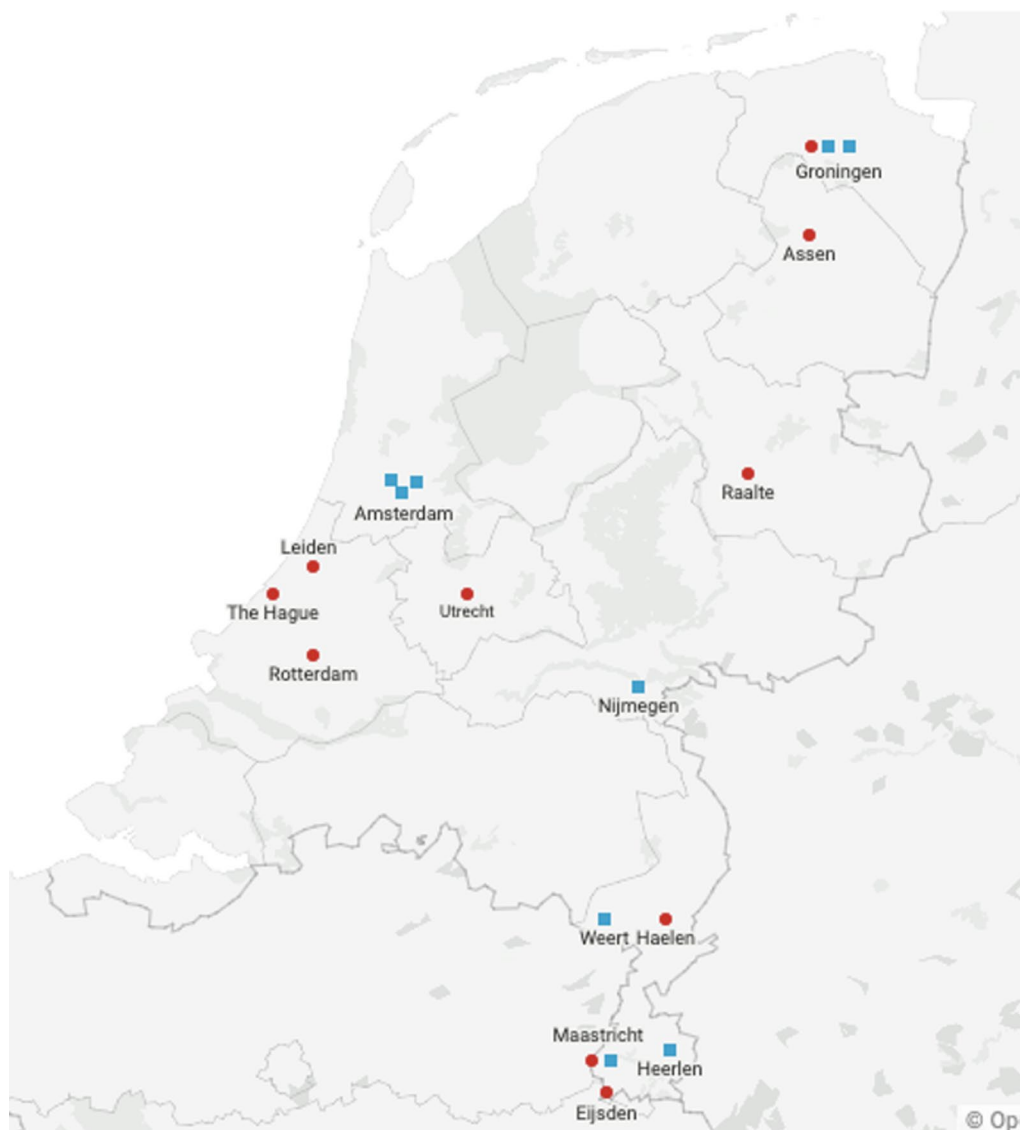 Groningen
Assen
Raalte
Amsterdam
Leiden
The Hague
Utrecht
Rotterdam
Nijmegen
Weert Haelen
Maastricht
Heerlen
Eijsden
© Op